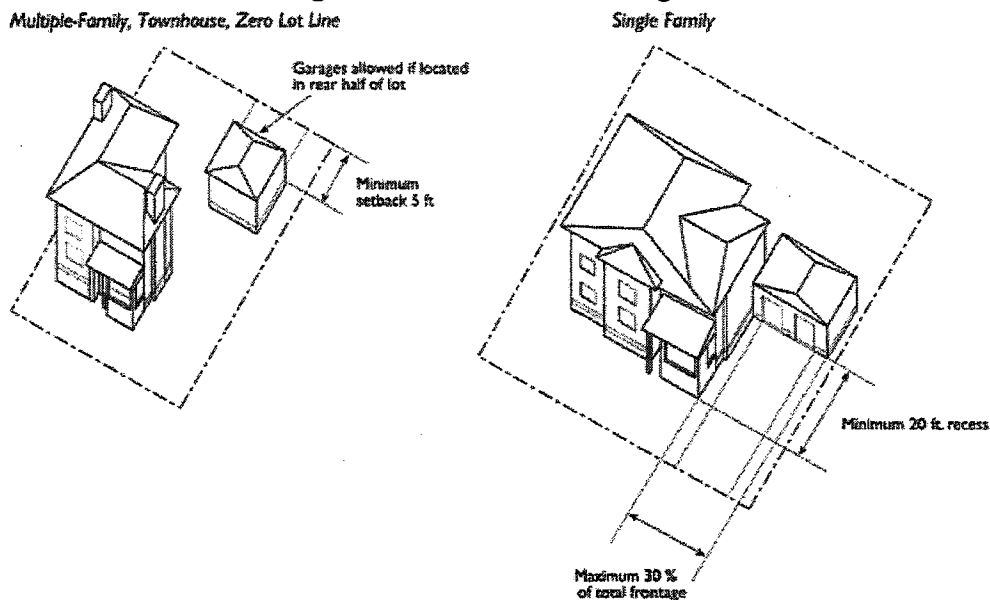 Multiple-Family, Townhouse, Zero Lot Line
Single Family
Garages allowed if located
in rear half of lot
Minimum
setback 5 ft
Minimum 20 ft. recess
Maximum 30 %
of total frontage